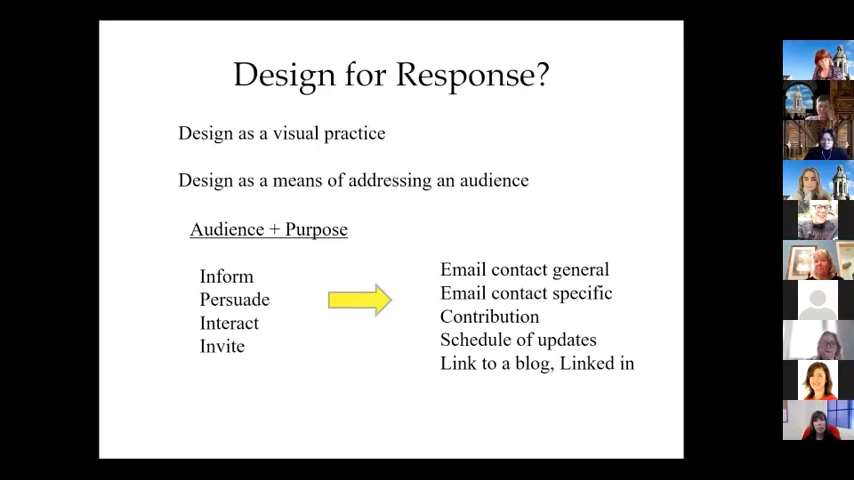 Design for Response?
Design as a visual practice
Design as a means of addressing an audience
Audience + Purpose
Inform
Persuade
Interact
Invite
Email contact general
Email contact specific
Contribution
Schedule of updates
Link to a blog, Linked in